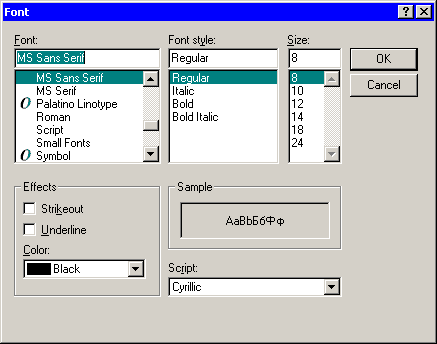 Font
Font:
MS Sans Serif
MS Sans Serif
MS Serif
Palatino Linotype
Roman
Script
Small Fonts
Symbol
Font style:
Regular
Regular
Italic
Bold
Bold Italic
Size:
8
8
10
12
14
18
24
OK
Cancel
Effects
Strikeout
Underline
Color:
Black
Sample
АаВbБбФф
Script:
Cyrillic